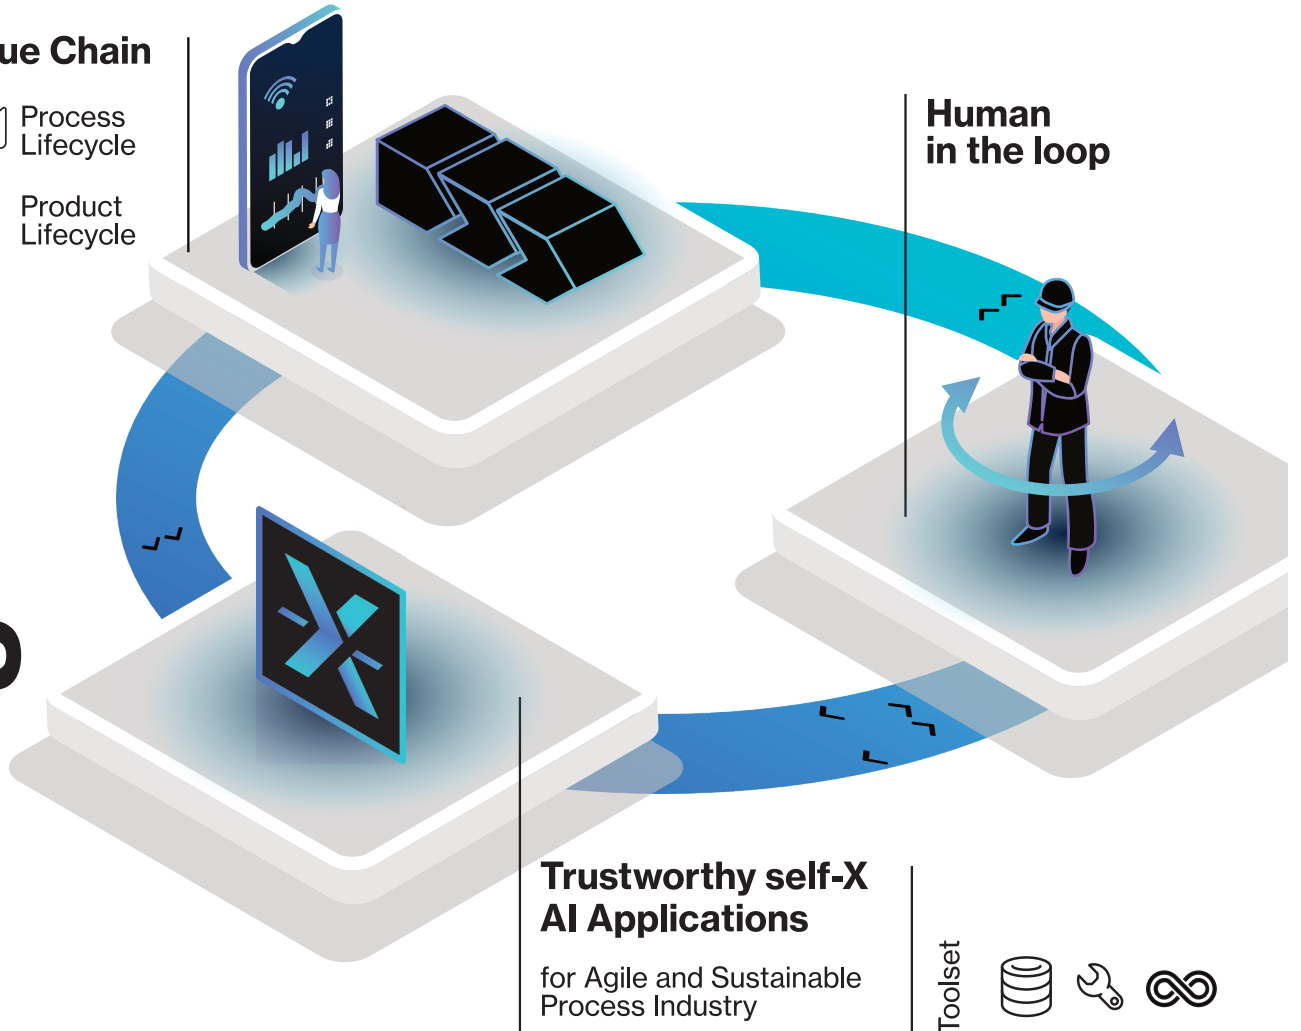 ue Chain
Process
Lifecycle
Product
Lifecycle
Human
in the loop
Trustworthy self-X
AI Applications
for Agile and Sustainable
Process Industry
Toolset